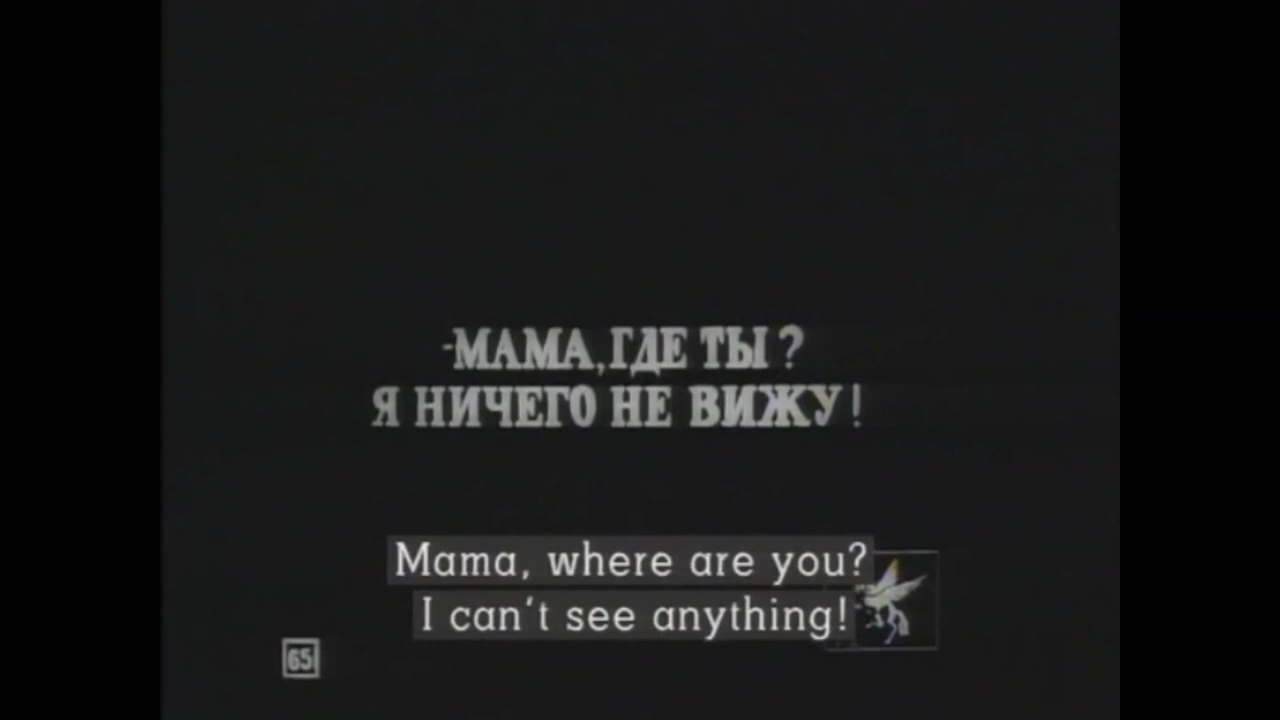 -МАМА, ГДЕ ТЫ?
Я НИЧЕГО НЕ ВИЖУ!
Mama, where are you?
I can't see anything!
65